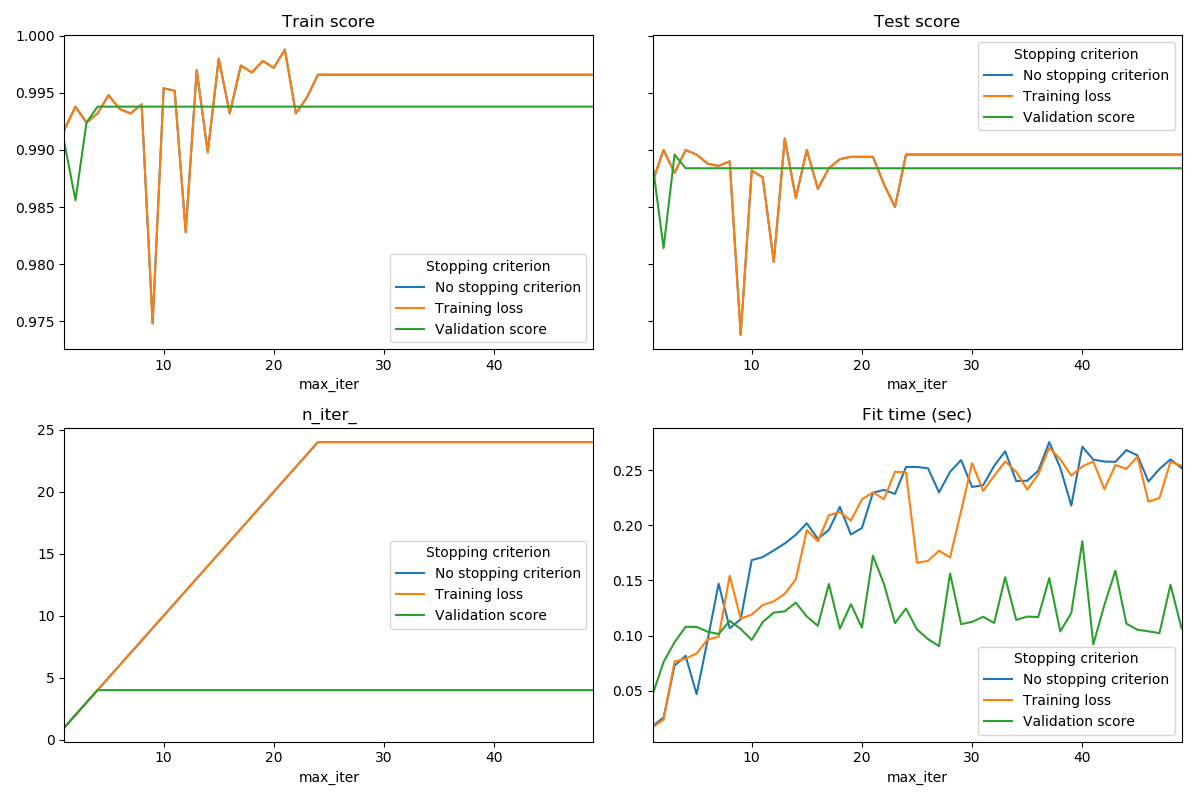 Train score
1.000
0.995
0.990
0.985
0.980
0.975
Stopping criterion
No stopping criterion
Training loss
Validation score
10 20 30 40
max_iter
Test score
Stopping criterion
No stopping criterion
Training loss
Validation score
10 20 30 40
max_iter
n_iter_
25
20
15
10
5
0
Stopping criterion
No stopping criterion
Training loss
Validation score
10 20 30 40
max_iter
Fit time (sec)
0.25
0.20
0.15
0.10
0.05
Stopping criterion
No stopping criterion
Training loss
Validation score
10 20 30 40
max_iter